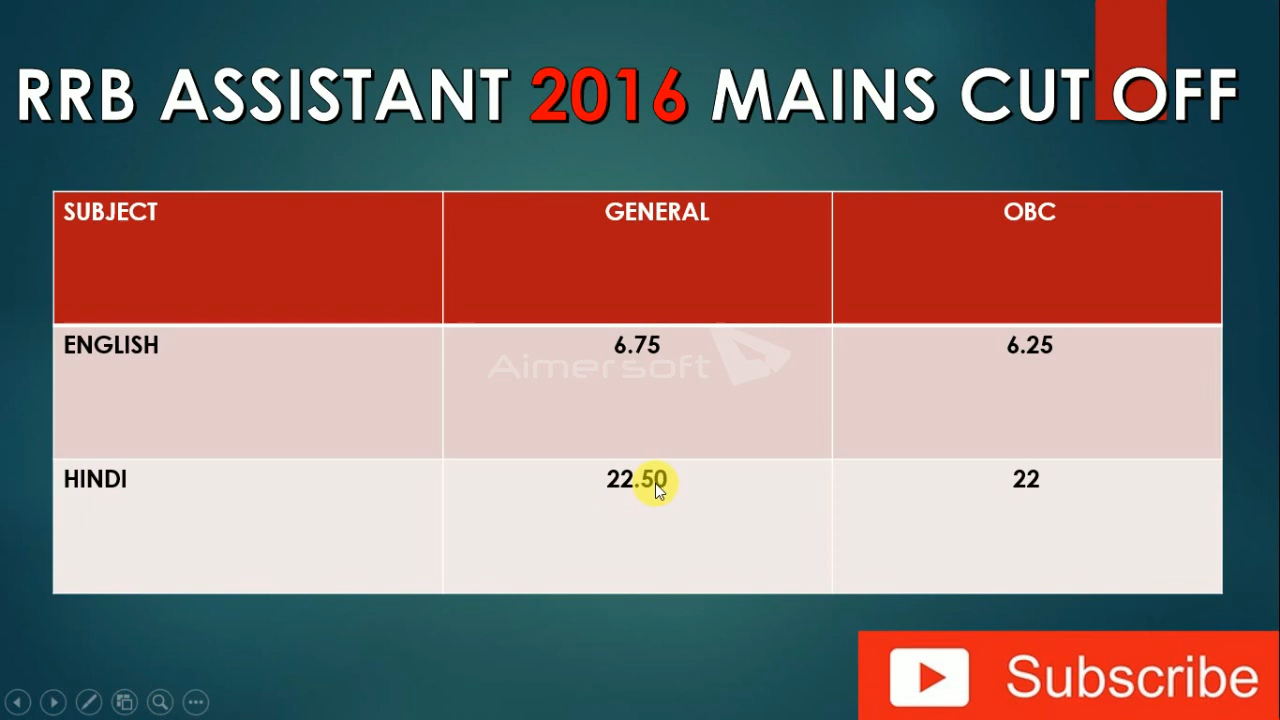 RRB ASSISTANT 2016 MAINS CUT OFF
SUBJECT GENERAL OBC
ENGLISH 6.75 6.25
Aimersoft
HINDI 22.50 22
Subscribe